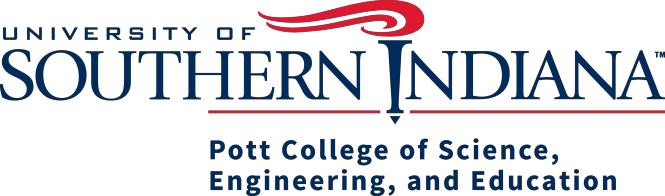 UNIVERSITY OF
SOUTHERN INDIANA™
Pott College of Science,
Engineering, and Education